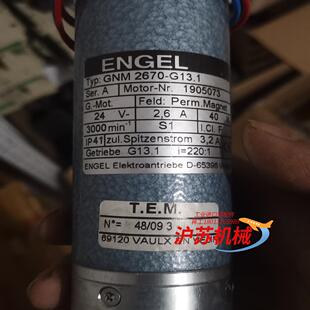 ENGEL
Typ: GNM 2670-G13.1
Ser. A Motor-Nr. 1905073
G.-Mot. Feld: Perm.Magnet
24 V- 2,6 A 40
3000 min⁻¹ S1 I.Cl. F
IP41 zul.Spitzenstrom 3,2 A
Getriebe G13.1 i=220:1
ENGEL Elektroantriebe D-65396
T.E.M.
N°= 48/09 3
69120 VAULX
沪苏机械